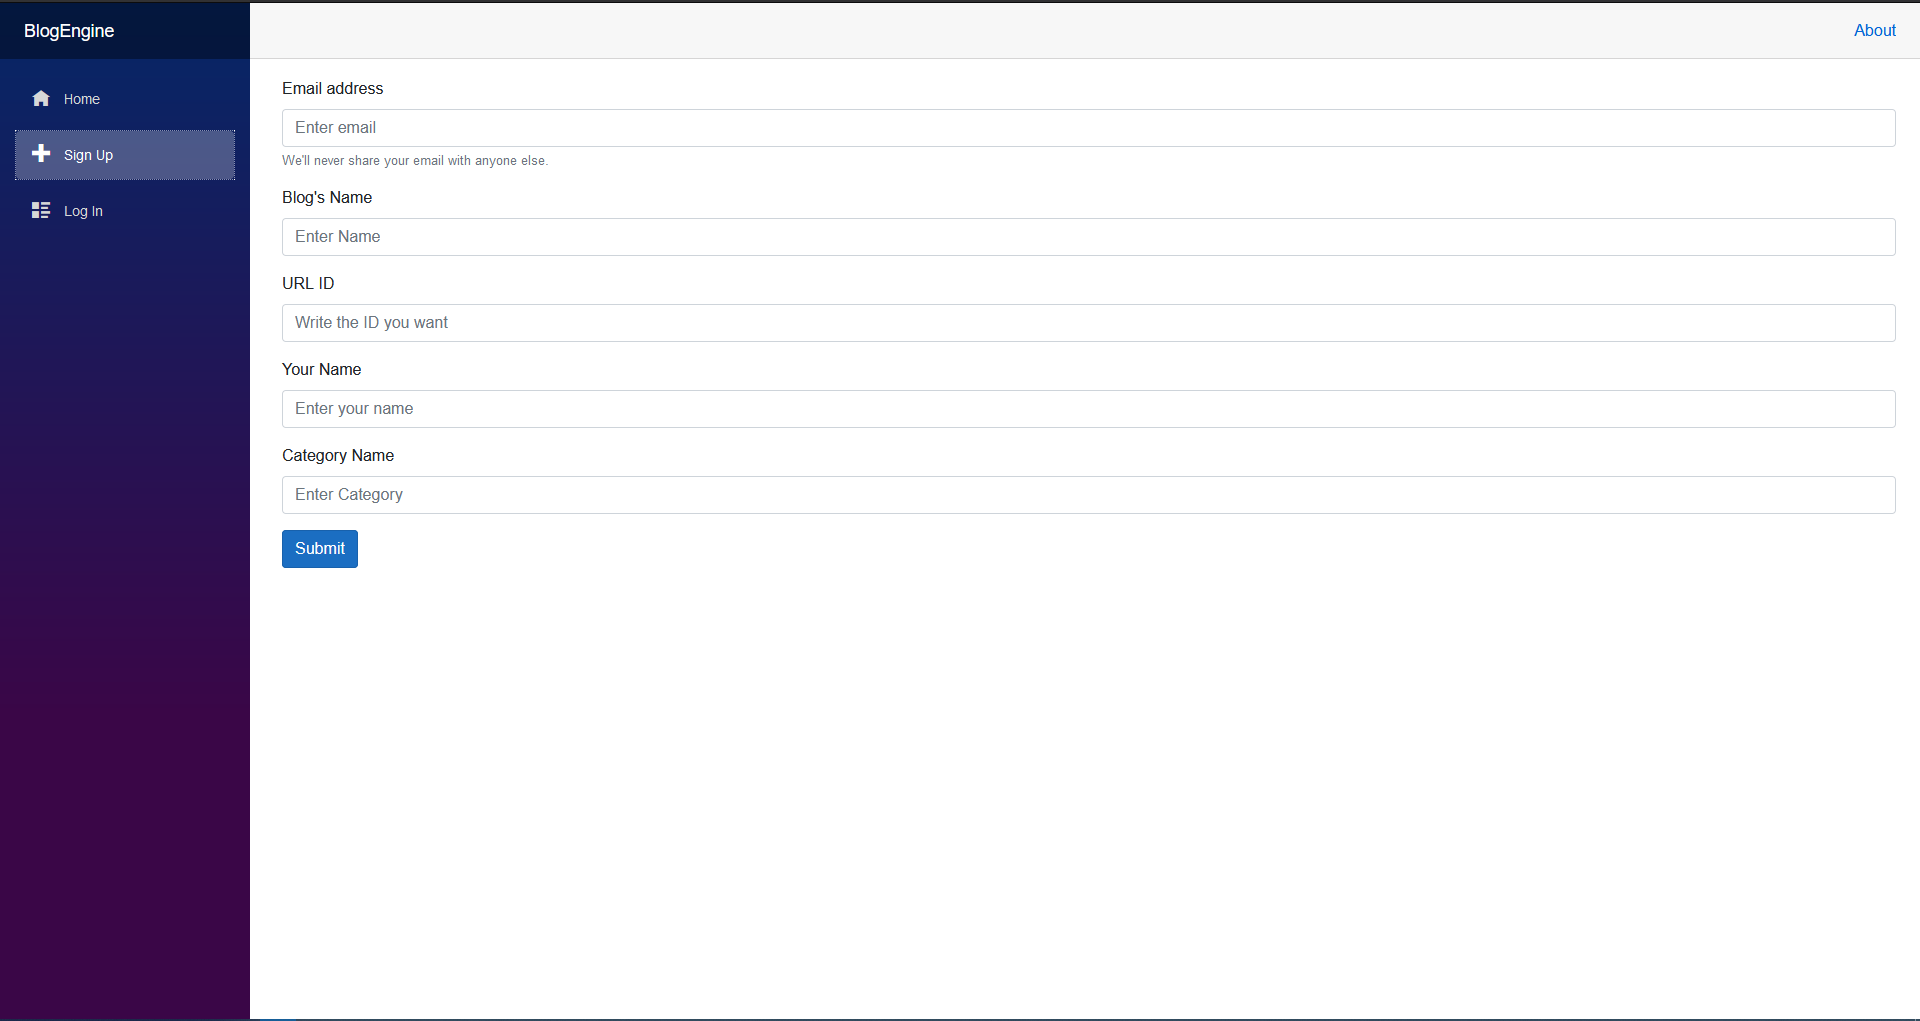 BlogEngine
About
Home
Sign Up
Log In
Email address
Enter email
We'll never share your email with anyone else.
Blog's Name
Enter Name
URL ID
Write the ID you want
Your Name
Enter your name
Category Name
Enter Category
Submit